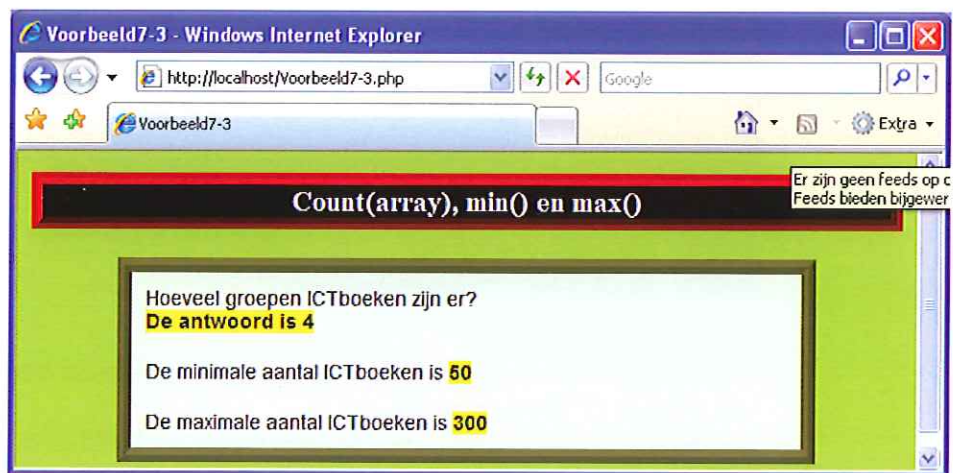 Voorbeeld7-3 - Windows Internet Explorer
http://localhost/Voorbeeld7-3.php
Google
Voorbeeld7-3
Extra
Er zijn geen feeds op
Feeds bieden bijgewer
Count(array), min() en max()
Hoeveel groepen ICTboeken zijn er?
De antwoord is 4
De minimale aantal ICTboeken is 50
De maximale aantal ICTboeken is 300